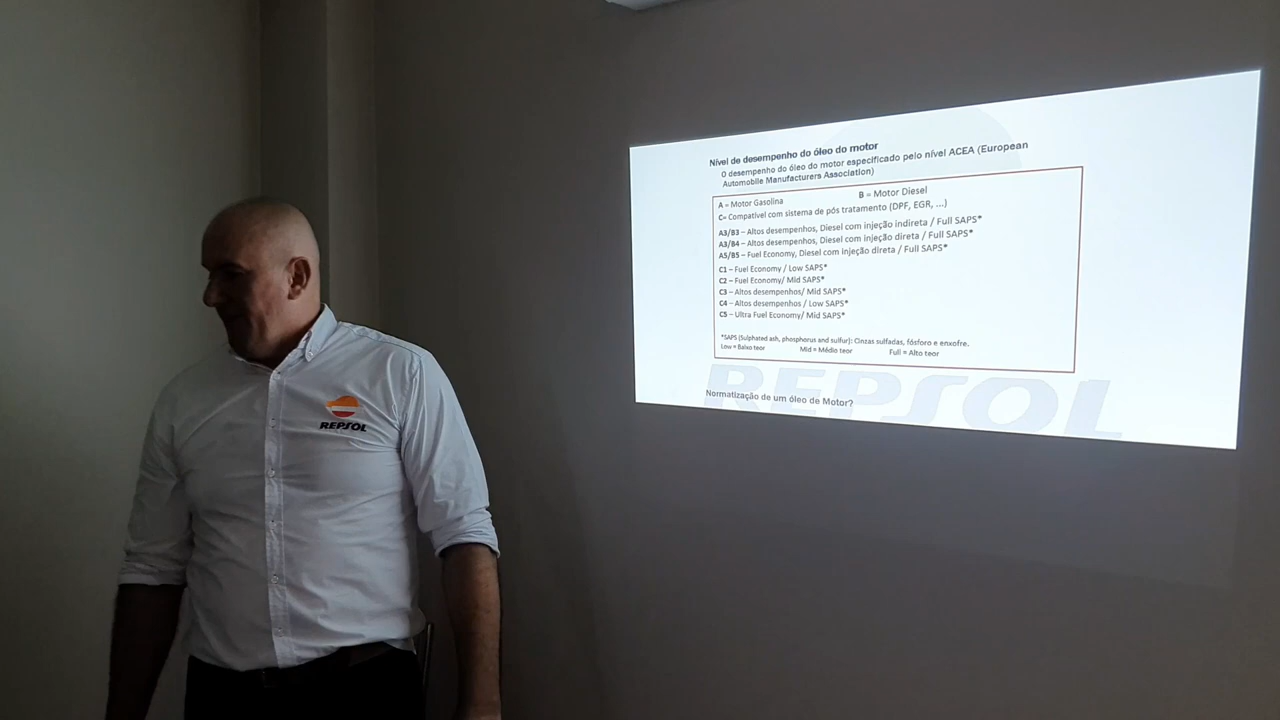 Nível de desempenho do óleo do motor
O desempenho do óleo do motor especificado pelo nível ACEA (European
Automobile Manufacturers Association)
A = Motor Gasolina B = Motor Diesel
C= Compatível com sistema de pós tratamento (DPF, EGR, ...)
A3/B3 – Altos desempenhos, Diesel com injeção indireta / Full SAPS*
A3/B4 – Altos desempenhos, Diesel com injeção direta / Full SAPS*
A5/B5 – Fuel Economy, Diesel com injeção direta / Full SAPS*
C1 – Fuel Economy / Low SAPS*
C2 – Fuel Economy/ Mid SAPS*
C3 – Altos desempenhos/ Mid SAPS*
C4 – Altos desempenhos / Low SAPS*
C5 – Ultra Fuel Economy/ Mid SAPS*
*SAPS (Sulphated ash, phosphorus and sulfur): Cinzas sulfadas, fósforo e enxofre.
Low = Baixo teor Mid = Médio teor Full = Alto teor
REPSOL
Normatização de um óleo de Motor?
REPSOL